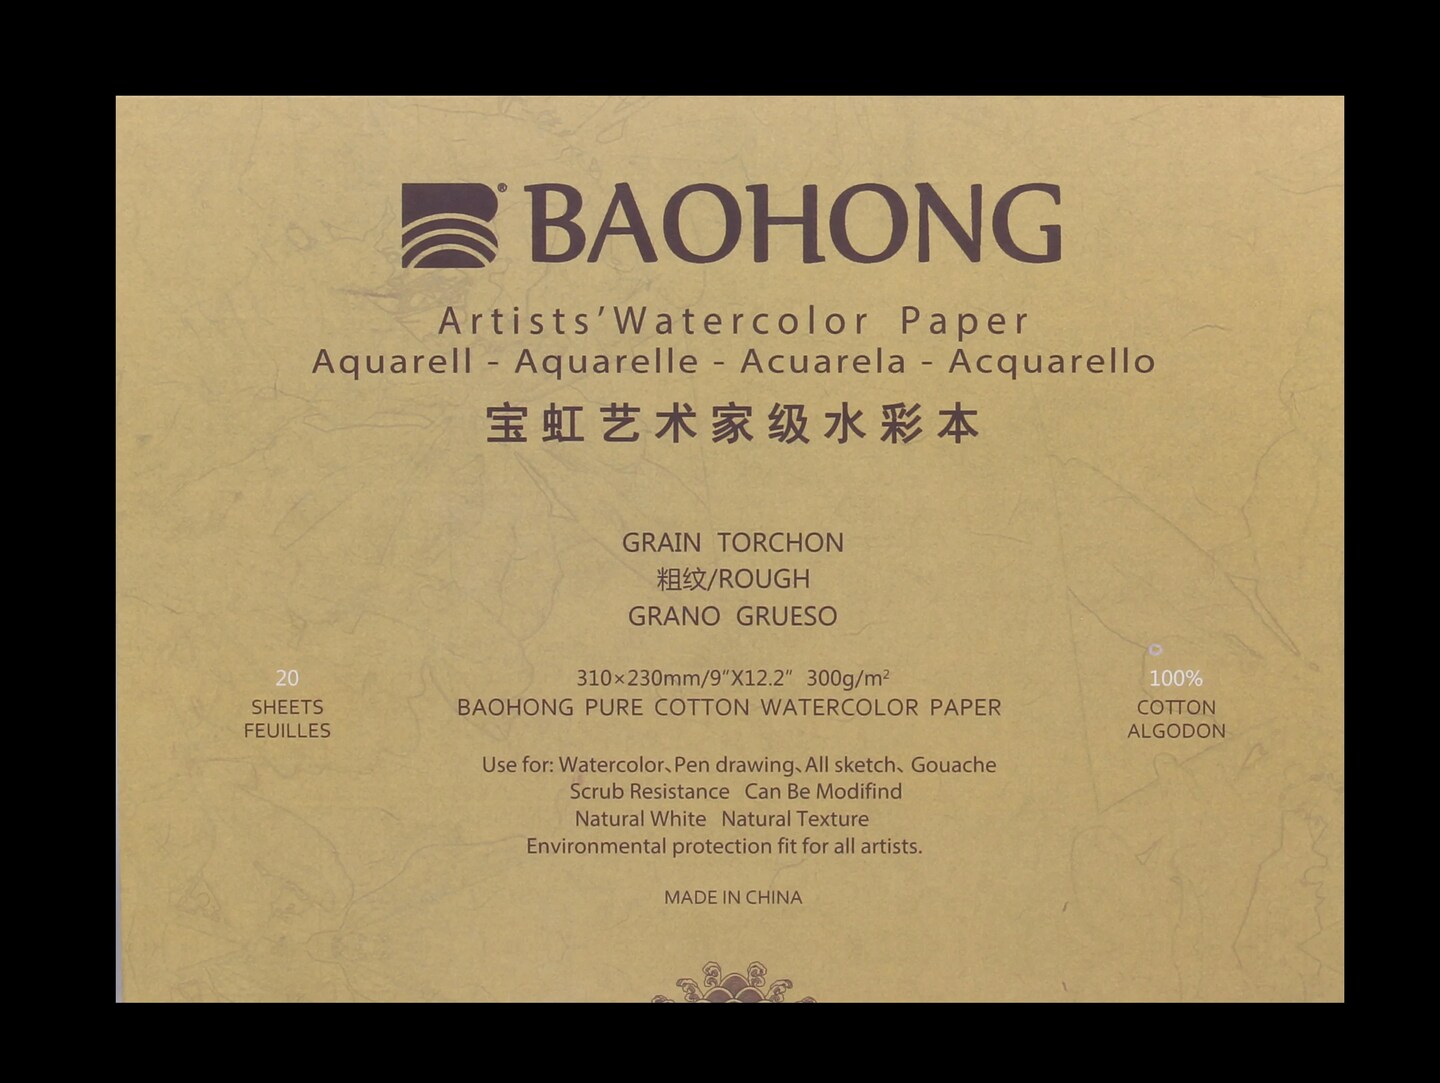 BAOHONG®
Artists'Watercolor Paper
Aquarell - Aquarelle - Acuarela - Acquarello
宝虹艺术家级水彩本
GRAIN TORCHON
粗纹/ROUGH
GRANO GRUESO
310×230mm/9″X12.2″ 300g/m²
BAOHONG PURE COTTON WATERCOLOR PAPER
20
SHEETS
FEUILLES
100%
COTTON
ALGODON
Use for: Watercolor、Pen drawing、All sketch、Gouache
Scrub Resistance Can Be Modifind
Natural White Natural Texture
Environmental protection fit for all artists.
MADE IN CHINA